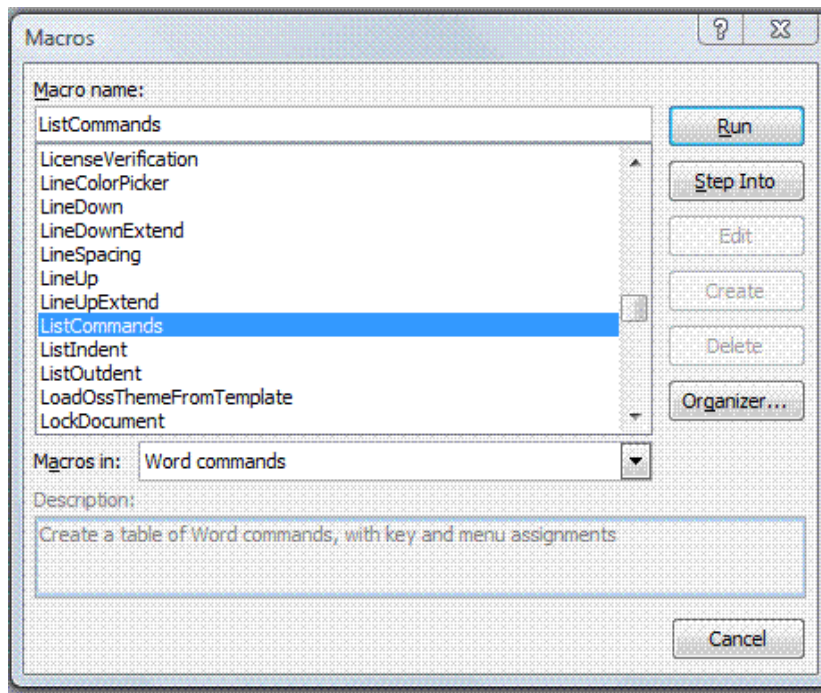 Macros
Macro name:
ListCommands
Run
LicenseVerification
LineColorPicker
LineDown
LineDownExtend
LineSpacing
LineUp
LineUpExtend
ListCommands
ListIndent
ListOutdent
LoadOssThemeFromTemplate
LockDocument
Step Into
Edit
Create
Delete
Organizer...
Macros in: Word commands
Description:
Create a table of Word commands, with key and menu assignments
Cancel